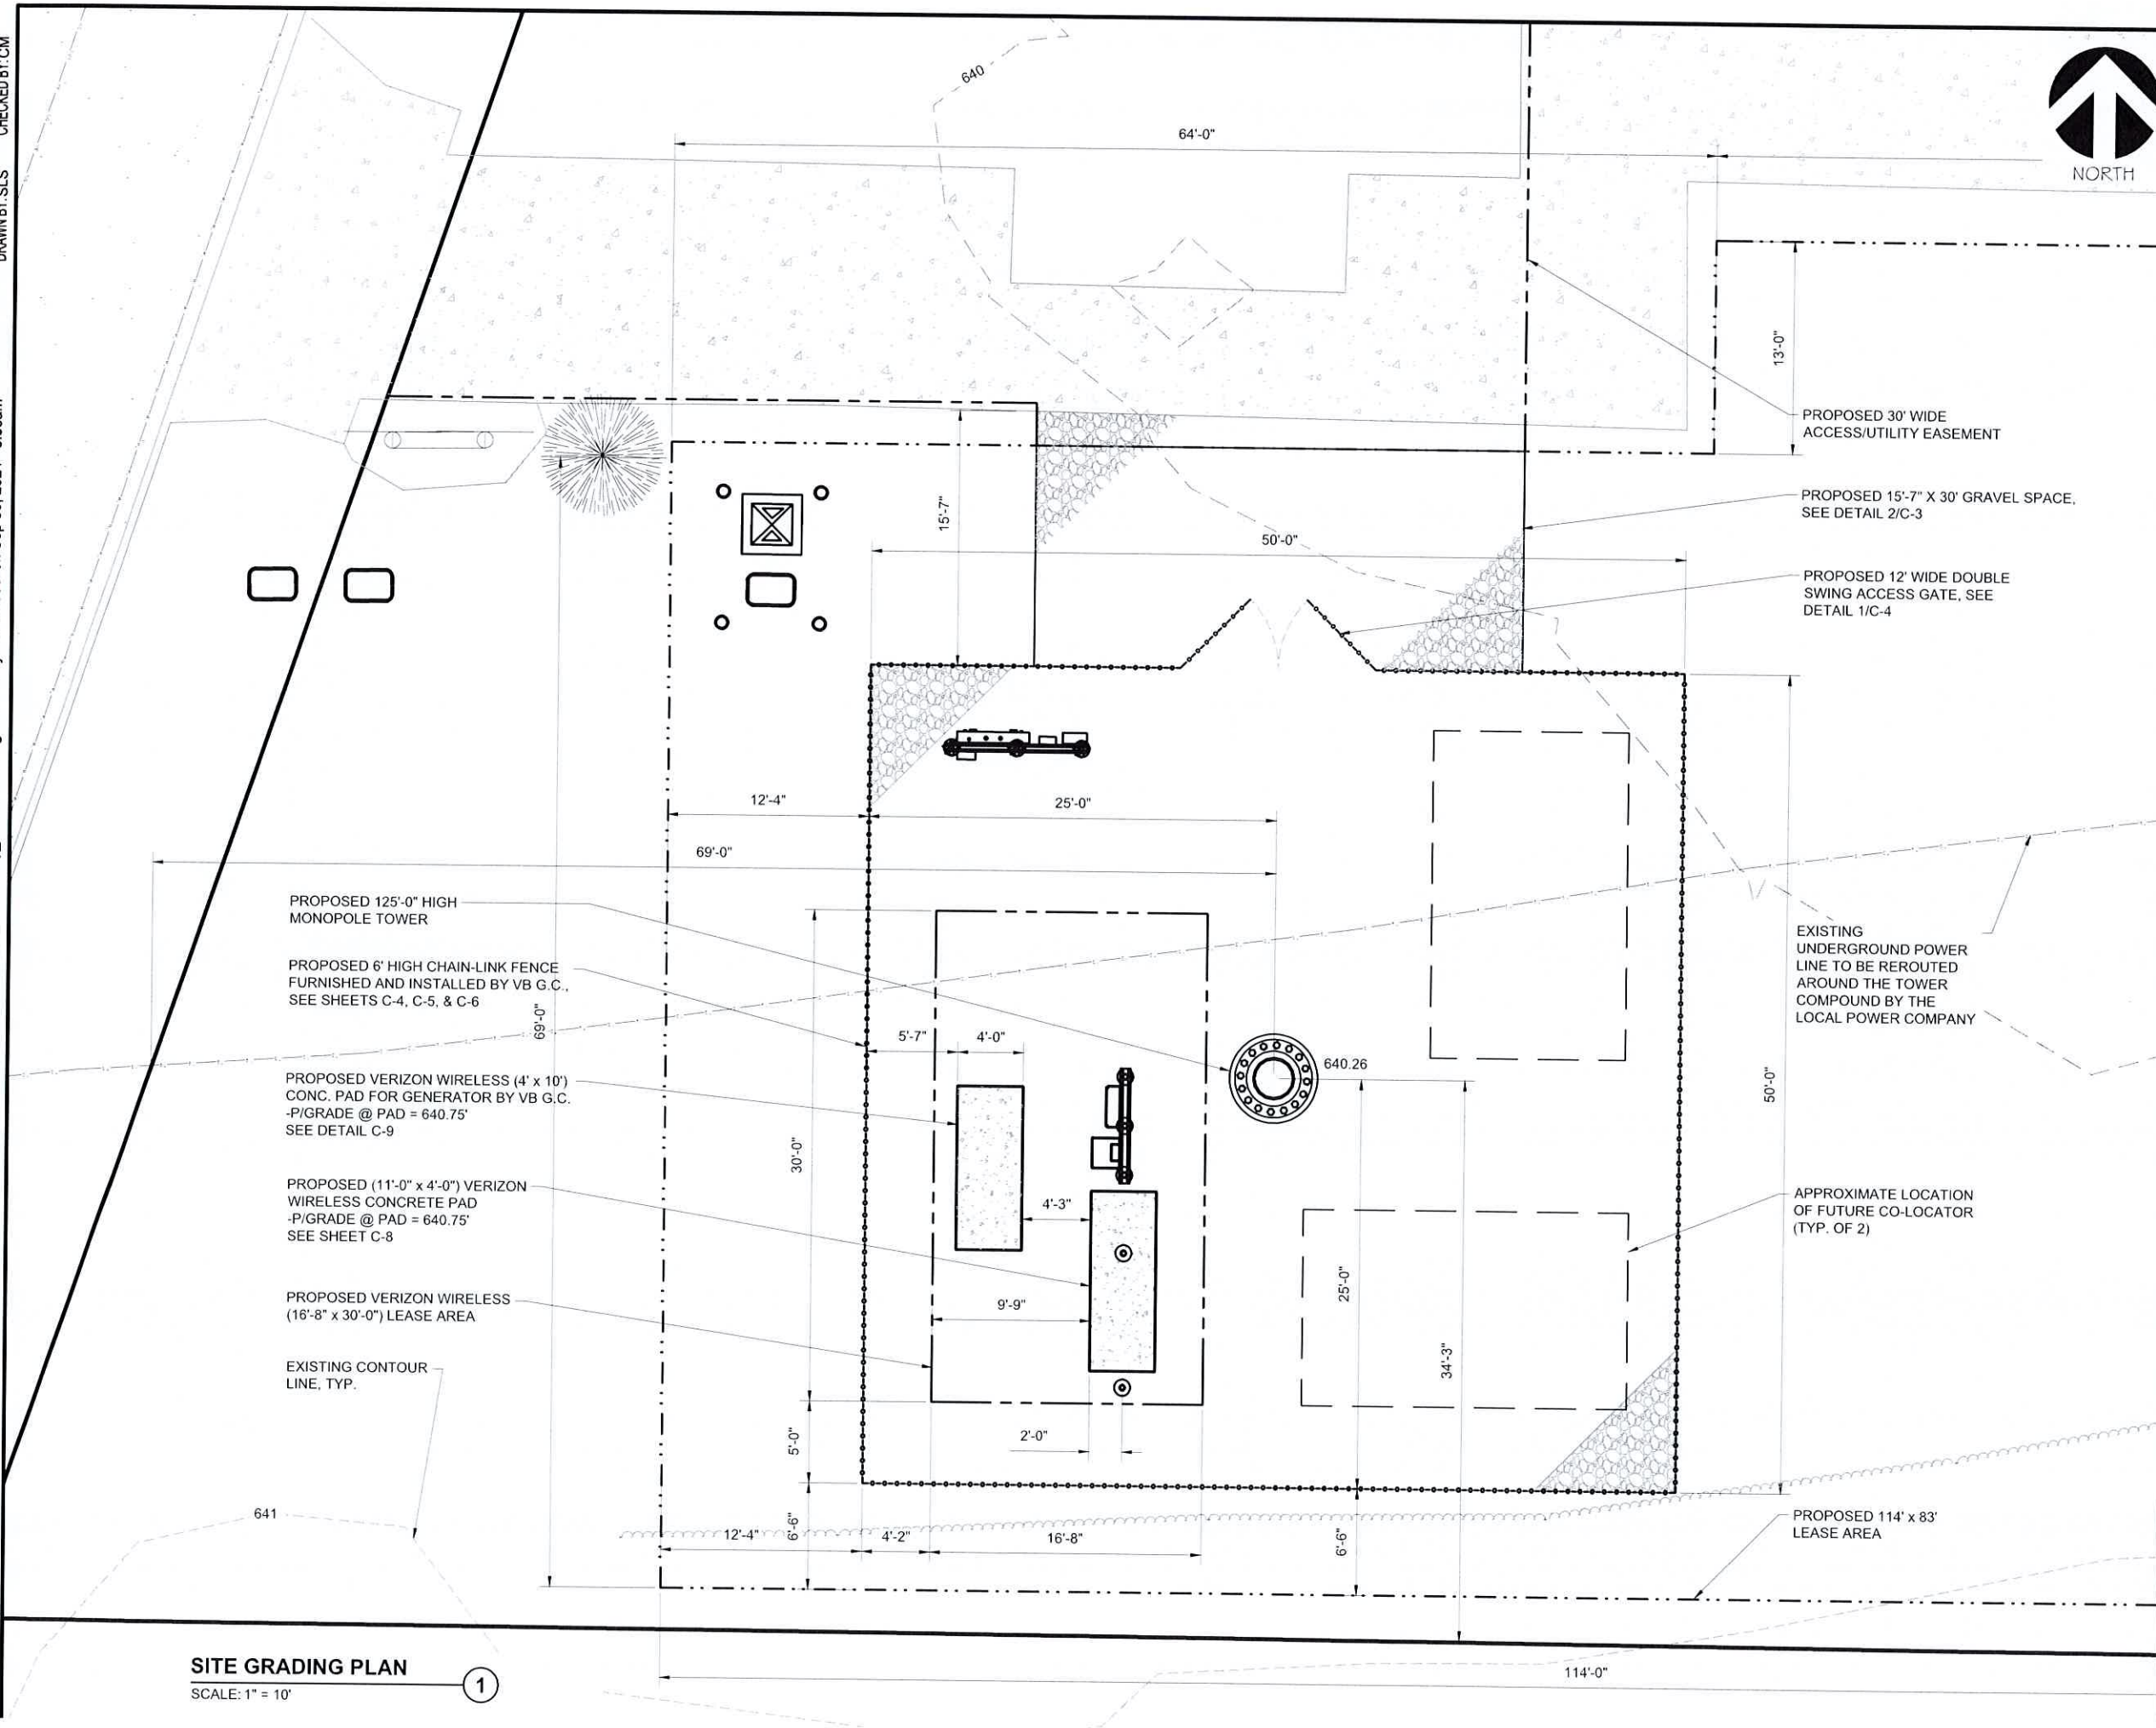 CHECKED BY: CM
DRAWN BY: SLS
640
64'-0"
NORTH
13'-0"
PROPOSED 30' WIDE
ACCESS/UTILITY EASEMENT
15'-7"
PROPOSED 15'-7" X 30' GRAVEL SPACE,
SEE DETAIL 2/C-3
50'-0"
PROPOSED 12' WIDE DOUBLE
SWING ACCESS GATE, SEE
DETAIL 1/C-4
12'-4"
25'-0"
69'-0"
PROPOSED 125'-0" HIGH
MONOPOLE TOWER
PROPOSED 6' HIGH CHAIN-LINK FENCE
FURNISHED AND INSTALLED BY VB G.C.,
SEE SHEETS C-4, C-5, & C-6
69'-0"
EXISTING
UNDERGROUND POWER
LINE TO BE REROUTED
AROUND THE TOWER
COMPOUND BY THE
LOCAL POWER COMPANY
5'-7"
4'-0"
640.26
PROPOSED VERIZON WIRELESS (4' x 10')
CONC. PAD FOR GENERATOR BY VB G.C.
-P/GRADE @ PAD = 640.75'
SEE DETAIL C-9
50'-0"
30'-0"
PROPOSED (11'-0" x 4'-0") VERIZON
WIRELESS CONCRETE PAD
-P/GRADE @ PAD = 640.75'
SEE SHEET C-8
4'-3"
APPROXIMATE LOCATION
OF FUTURE CO-LOCATOR
(TYP. OF 2)
25'-0"
9'-9"
PROPOSED VERIZON WIRELESS
(16'-8" x 30'-0") LEASE AREA
34'-3"
EXISTING CONTOUR
LINE, TYP.
5'-0"
2'-0"
641
12'-4"
6'-6"
4'-2"
16'-8"
6'-6"
PROPOSED 114' x 83'
LEASE AREA
SITE GRADING PLAN
1
SCALE: 1" = 10'
114'-0"